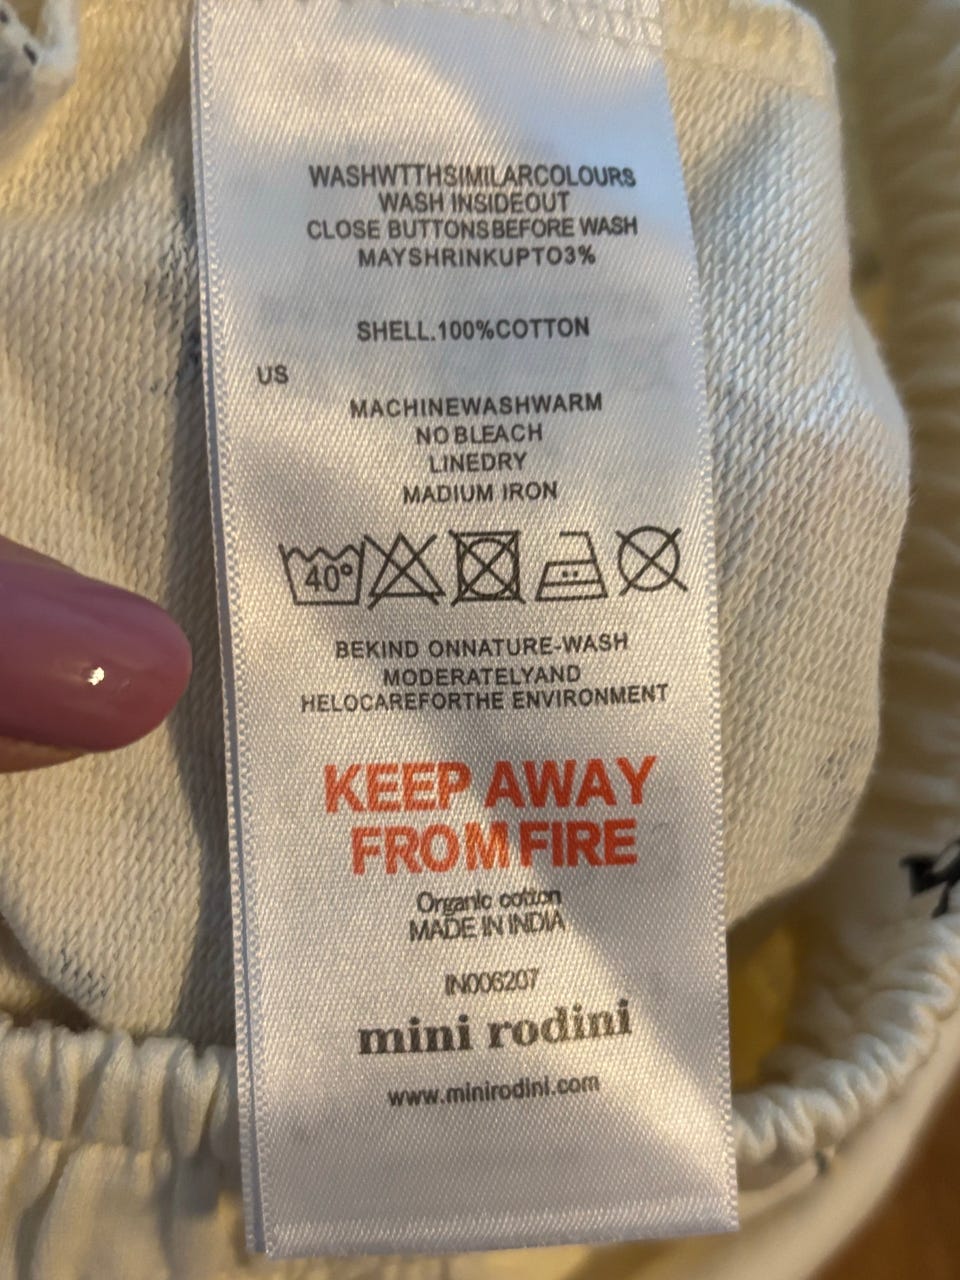 WASHWTTHSIMILARCOLOURS
WASH INSIDEOUT
CLOSE BUTTONSBEFORE WASH
MAYSHRINKUPTO3%
SHELL.100%COTTON
US
MACHINEWASHWARM
NO BLEACH
LINEDRY
MADIUM IRON
40°
BEKIND ONNATURE-WASH
MODERATELYAND
HELOCAREFORTHE ENVIRONMENT
KEEP AWAY
FROM FIRE
Organic cotton
MADE IN INDIA
IN006207
mini rodini
www.minirodini.com